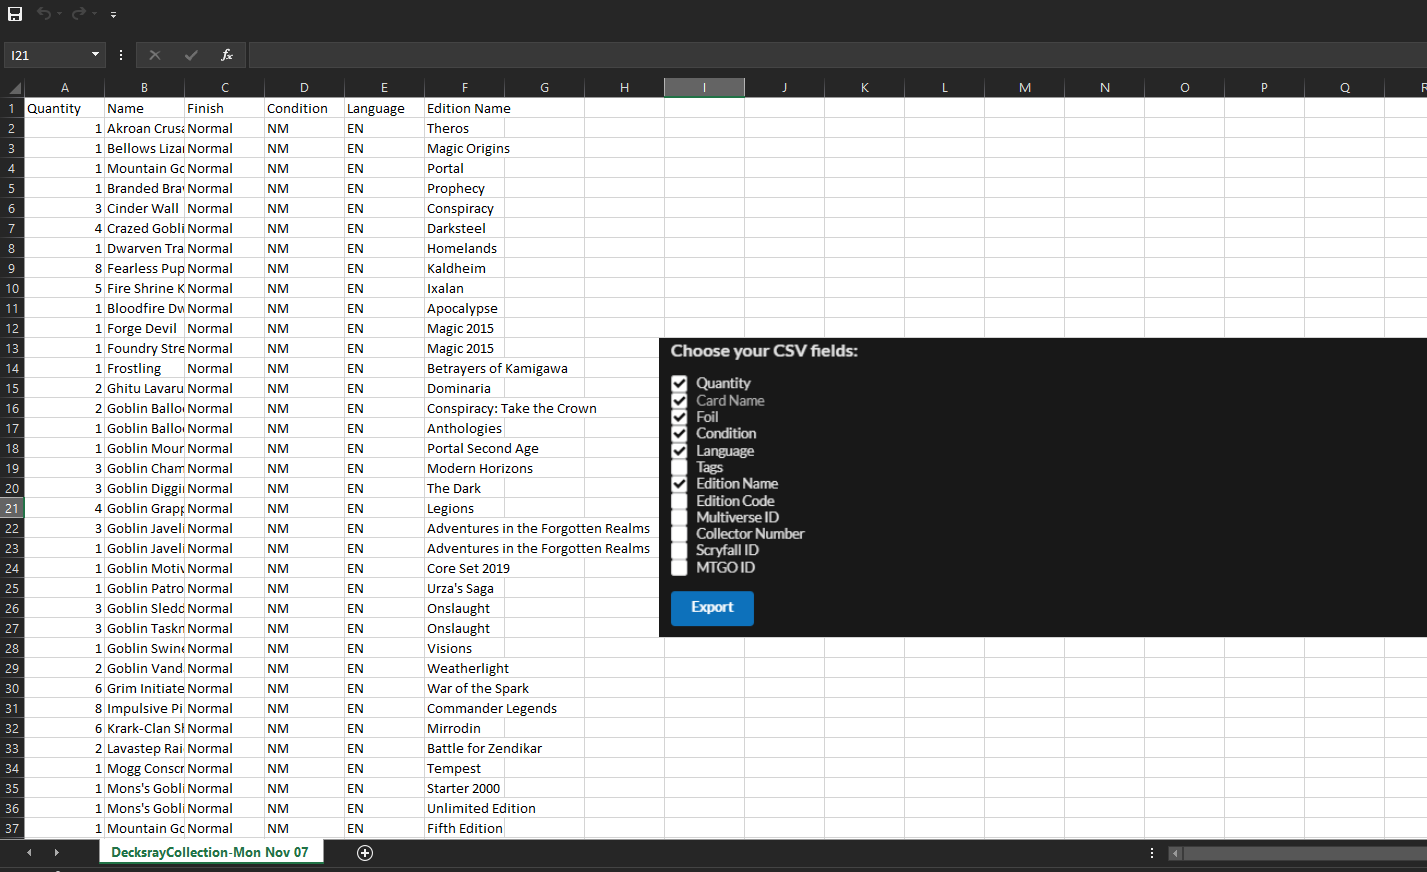 I21
fx
A B C D E F G H I J K L M N O P Q R
1 Quantity Name Finish Condition Language Edition Name
2 1 Akroan Crusa Normal NM EN Theros
3 1 Bellows Lizar Normal NM EN Magic Origins
4 1 Mountain Go Normal NM EN Portal
5 1 Branded Brav Normal NM EN Prophecy
6 3 Cinder Wall Normal NM EN Conspiracy
7 4 Crazed Gobli Normal NM EN Darksteel
8 1 Dwarven Tra Normal NM EN Homelands
9 8 Fearless Pup Normal NM EN Kaldheim
10 5 Fire Shrine K Normal NM EN Ixalan
11 1 Bloodfire Dw Normal NM EN Apocalypse
12 1 Forge Devil Normal NM EN Magic 2015
13 1 Foundry Stre Normal NM EN Magic 2015
14 1 Frostling Normal NM EN Betrayers of Kamigawa
15 2 Ghitu Lavaru Normal NM EN Dominaria
16 2 Goblin Balloo Normal NM EN Conspiracy: Take the Crown
17 1 Goblin Balloo Normal NM EN Anthologies
18 1 Goblin Moun Normal NM EN Portal Second Age
19 3 Goblin Cham Normal NM EN Modern Horizons
20 3 Goblin Diggi Normal NM EN The Dark
21 4 Goblin Grapp Normal NM EN Legions
22 3 Goblin Javeli Normal NM EN Adventures in the Forgotten Realms
23 1 Goblin Javeli Normal NM EN Adventures in the Forgotten Realms
24 1 Goblin Motiv Normal NM EN Core Set 2019
25 1 Goblin Patro Normal NM EN Urza's Saga
26 3 Goblin Sledd Normal NM EN Onslaught
27 3 Goblin Taskm Normal NM EN Onslaught
28 1 Goblin Swine Normal NM EN Visions
29 2 Goblin Vand Normal NM EN Weatherlight
30 6 Grim Initiate Normal NM EN War of the Spark
31 8 Impulsive Pi Normal NM EN Commander Legends
32 6 Krark-Clan Sh Normal NM EN Mirrodin
33 2 Lavastep Rai Normal NM EN Battle for Zendikar
34 1 Mogg Conscr Normal NM EN Tempest
35 1 Mons's Gobli Normal NM EN Starter 2000
36 1 Mons's Gobli Normal NM EN Unlimited Edition
37 1 Mountain Go Normal NM EN Fifth Edition
Choose your CSV fields:
Quantity
Card Name
Foil
Condition
Language
Tags
Edition Name
Edition Code
Multiverse ID
Collector Number
Scryfall ID
MTGO ID
Export
DecksrayCollection-Mon Nov 07